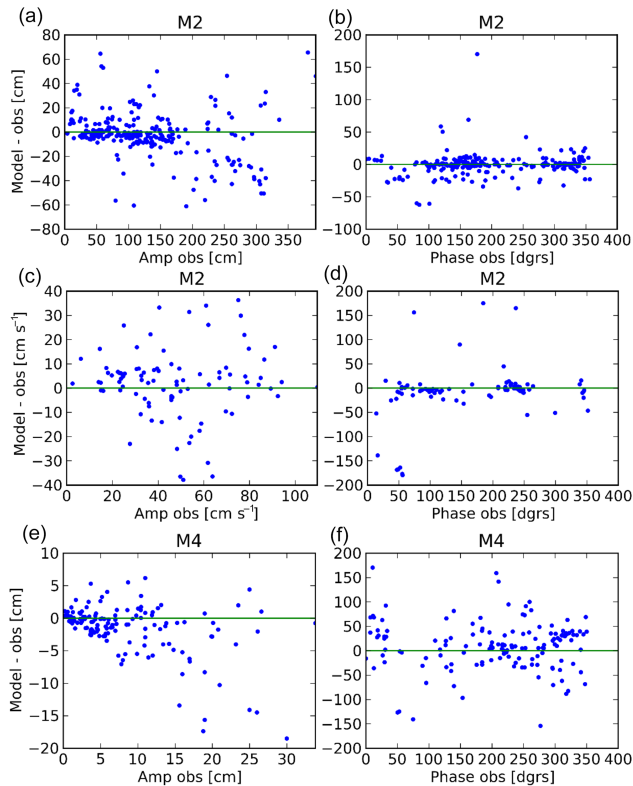 (a) M2 (b) M2
80 200
60 150
40 100
20 50
0 0
−20
−40 −50
−60
−80 −100
Model - obs [cm]
0 50 100 150 200 250 300 350 0 50 100 150 200 250 300 350 400
Amp obs [cm] Phase obs [dgrs]
(c) M2 (d) M2
40 200
30 150
20 100
10 50
0 0
−10 −50
−20 −100
−30 −150
−40 −200
Model - obs [cm s⁻¹]
0 20 40 60 80 100 0 50 100 150 200 250 300 350 400
Amp obs [cm s⁻¹] Phase obs [dgrs]
(e) M4 (f) M4
10 200
5 150
100
0 50
−5 0
−10 −50
−100
−15 −150
−20 −200
Model - obs [cm]
0 5 10 15 20 25 30 0 50 100 150 200 250 300 350 400
Amp obs [cm] Phase obs [dgrs]